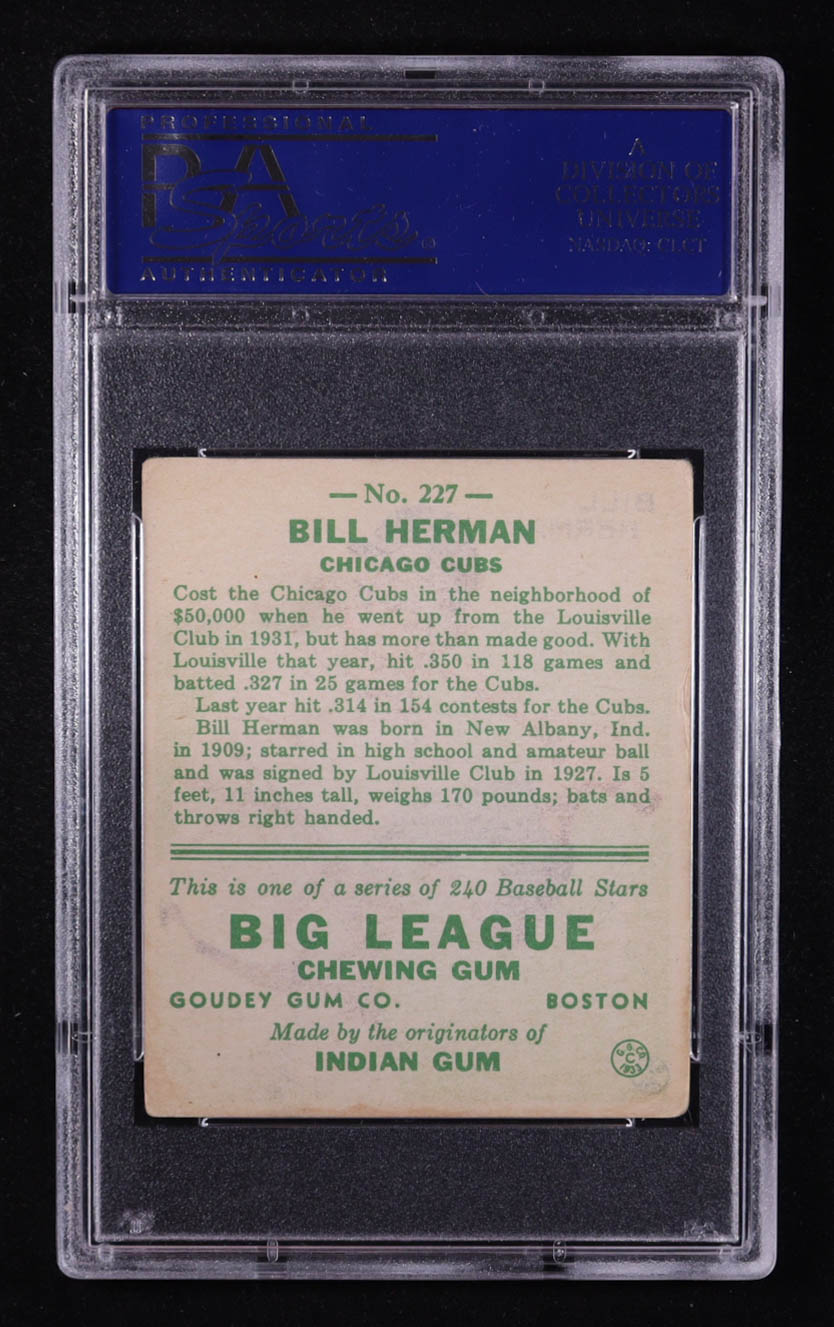 PROFESSIONAL
PSA
Sports®
AUTHENTICATOR
A
DIVISION OF
COLLECTORS
UNIVERSE
NASDAQ: CLCT
— No. 227 —
BILL HERMAN
CHICAGO CUBS
Cost the Chicago Cubs in the neighborhood of
$50,000 when he went up from the Louisville
Club in 1931, but has more than made good. With
Louisville that year, hit .350 in 118 games and
batted .327 in 25 games for the Cubs.
Last year hit .314 in 154 contests for the Cubs.
Bill Herman was born in New Albany, Ind.
in 1909; starred in high school and amateur ball
and was signed by Louisville Club in 1927. Is 5
feet, 11 inches tall, weighs 170 pounds; bats and
throws right handed.
This is one of a series of 240 Baseball Stars
BIG LEAGUE
CHEWING GUM
GOUDEY GUM CO. BOSTON
Made by the originators of
INDIAN GUM
G. G. CO.
C
1933